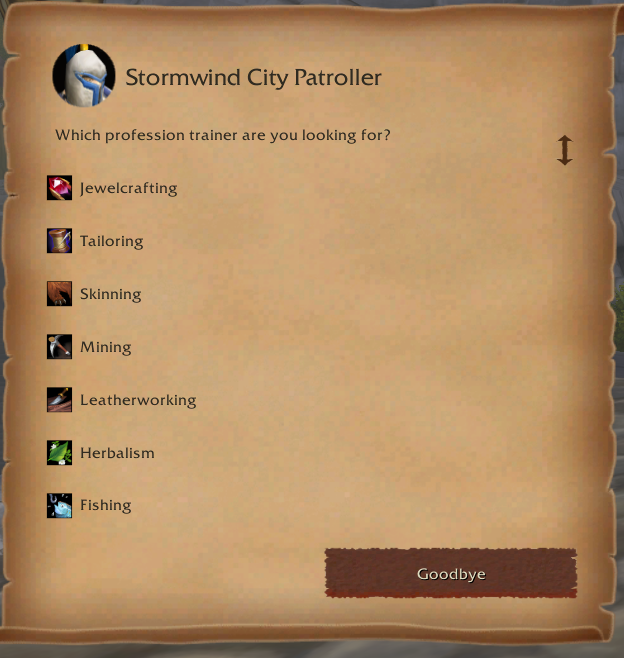 Stormwind City Patroller
Which profession trainer are you looking for?
Jewelcrafting
Tailoring
Skinning
Mining
Leatherworking
Herbalism
Fishing
Goodbye